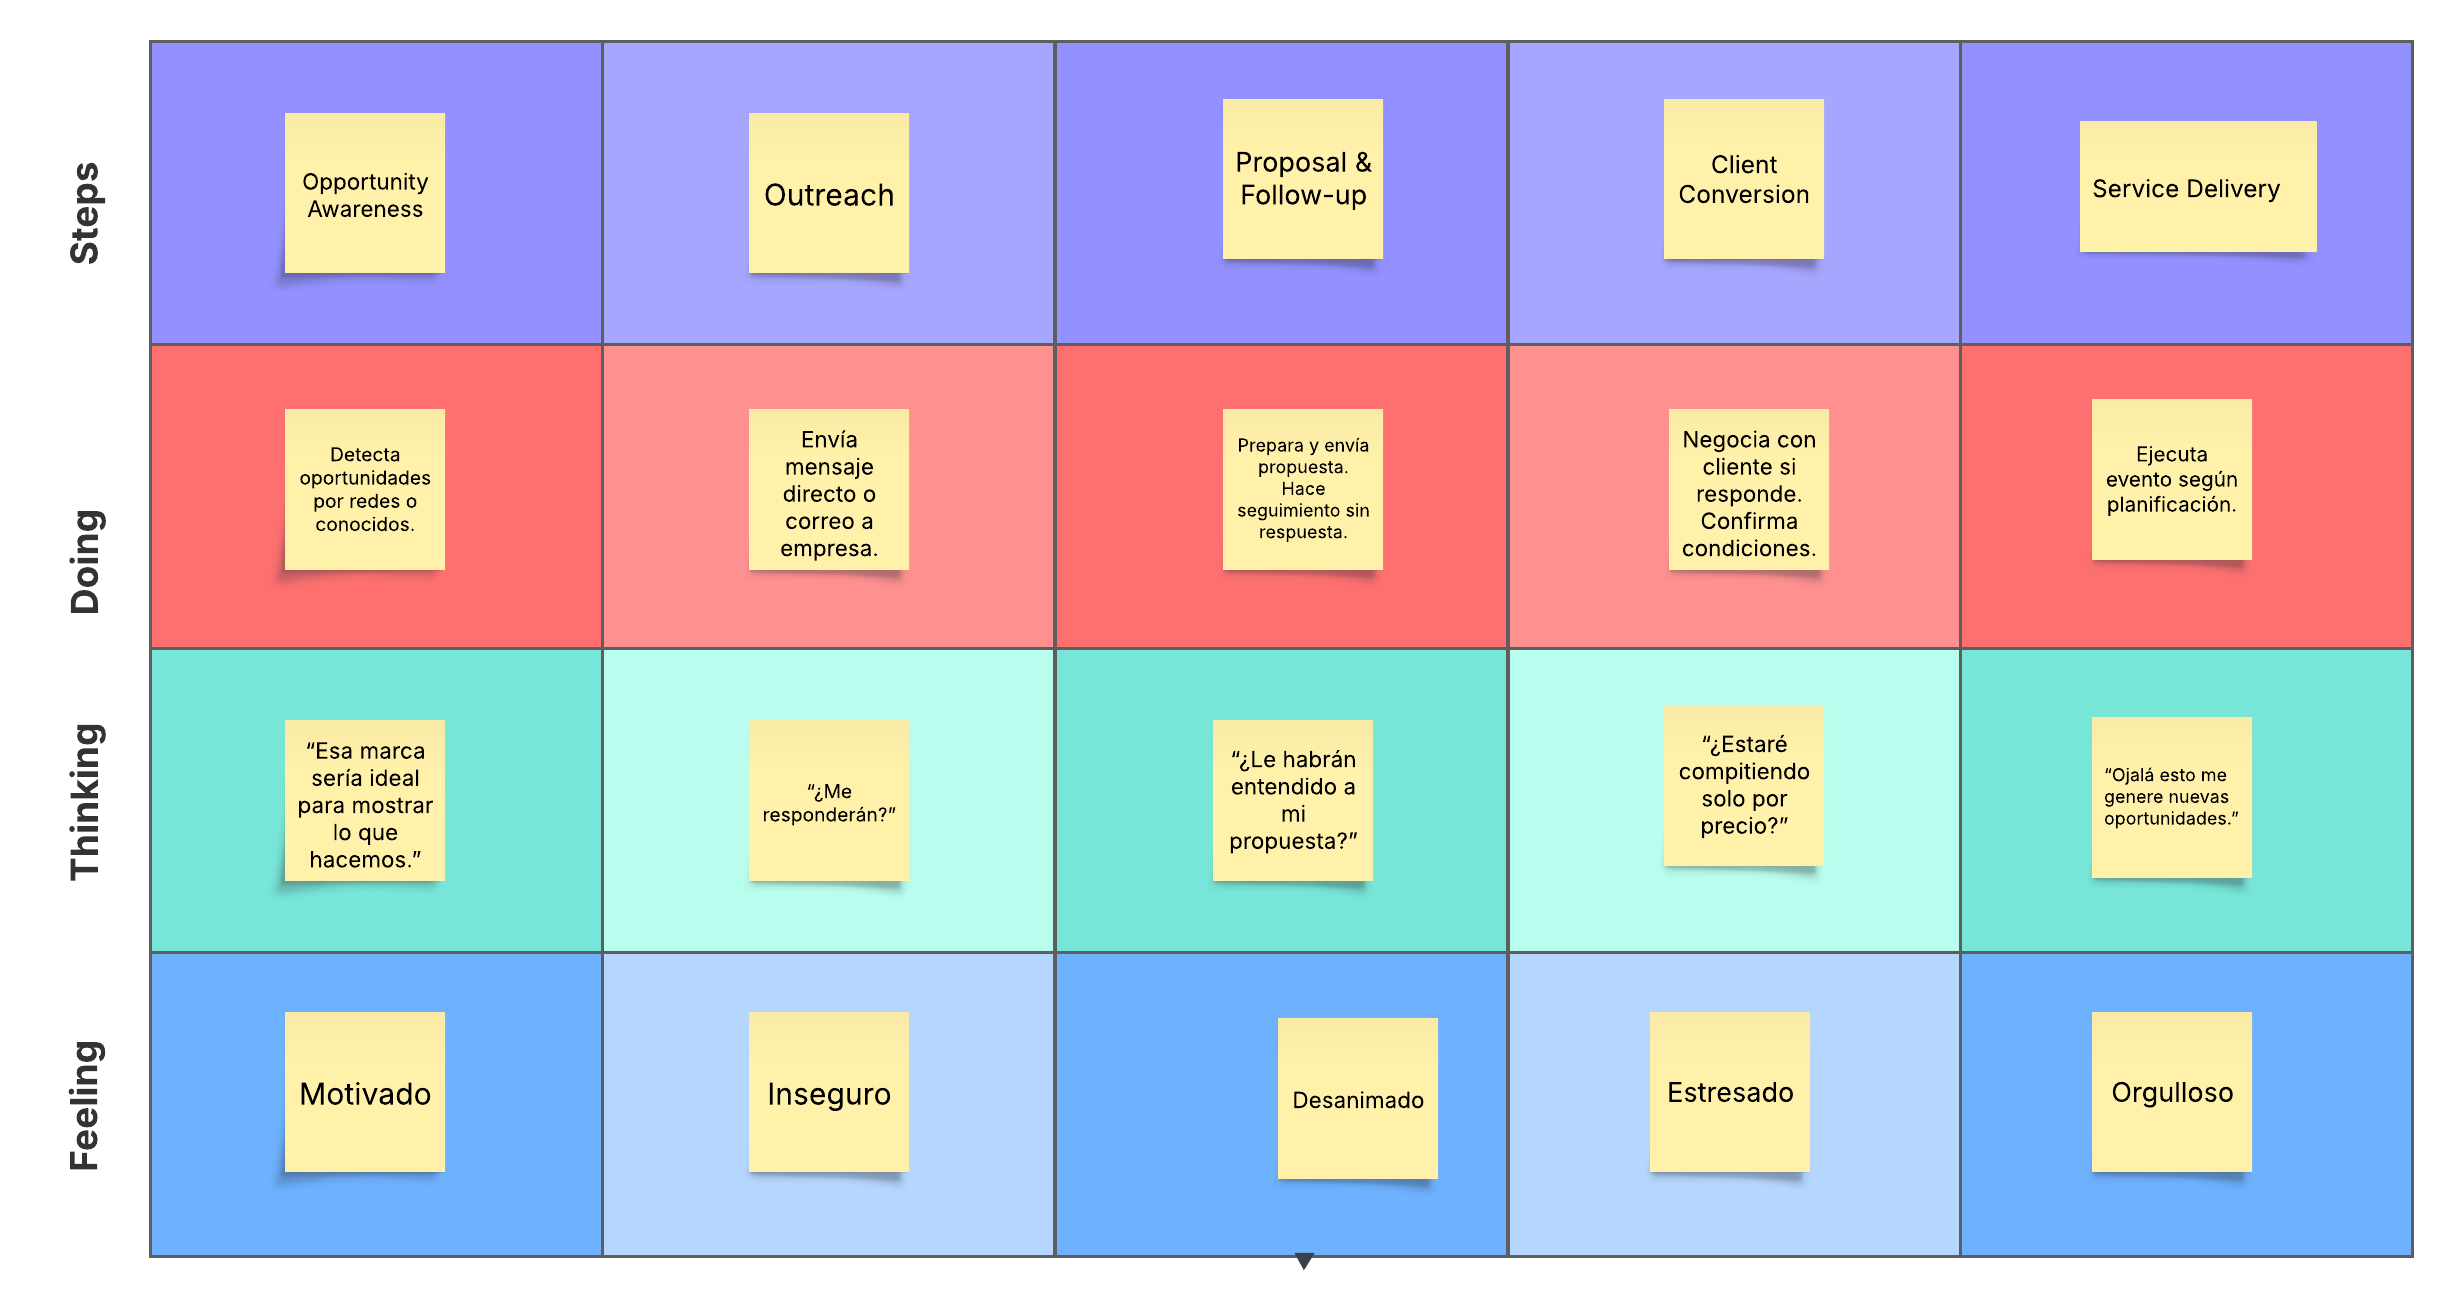 Steps
Opportunity
Awareness
Outreach
Proposal &
Follow-up
Client
Conversion
Service Delivery
Doing
Detecta
oportunidades
por redes o
conocidos.
Envía
mensaje
directo o
correo a
empresa.
Prepara y envía
propuesta.
Hace
seguimiento sin
respuesta.
Negocia con
cliente si
responde.
Confirma
condiciones.
Ejecuta
evento según
planificación.
Thinking
“Esa marca
sería ideal
para mostrar
lo que
hacemos.”
“¿Me
responderán?”
“¿Le habrán
entendido a
mi
propuesta?”
“¿Estaré
compitiendo
solo por
precio?”
“Ojalá esto me
genere nuevas
oportunidades.”
Feeling
Motivado
Inseguro
Desanimado
Estresado
Orgulloso